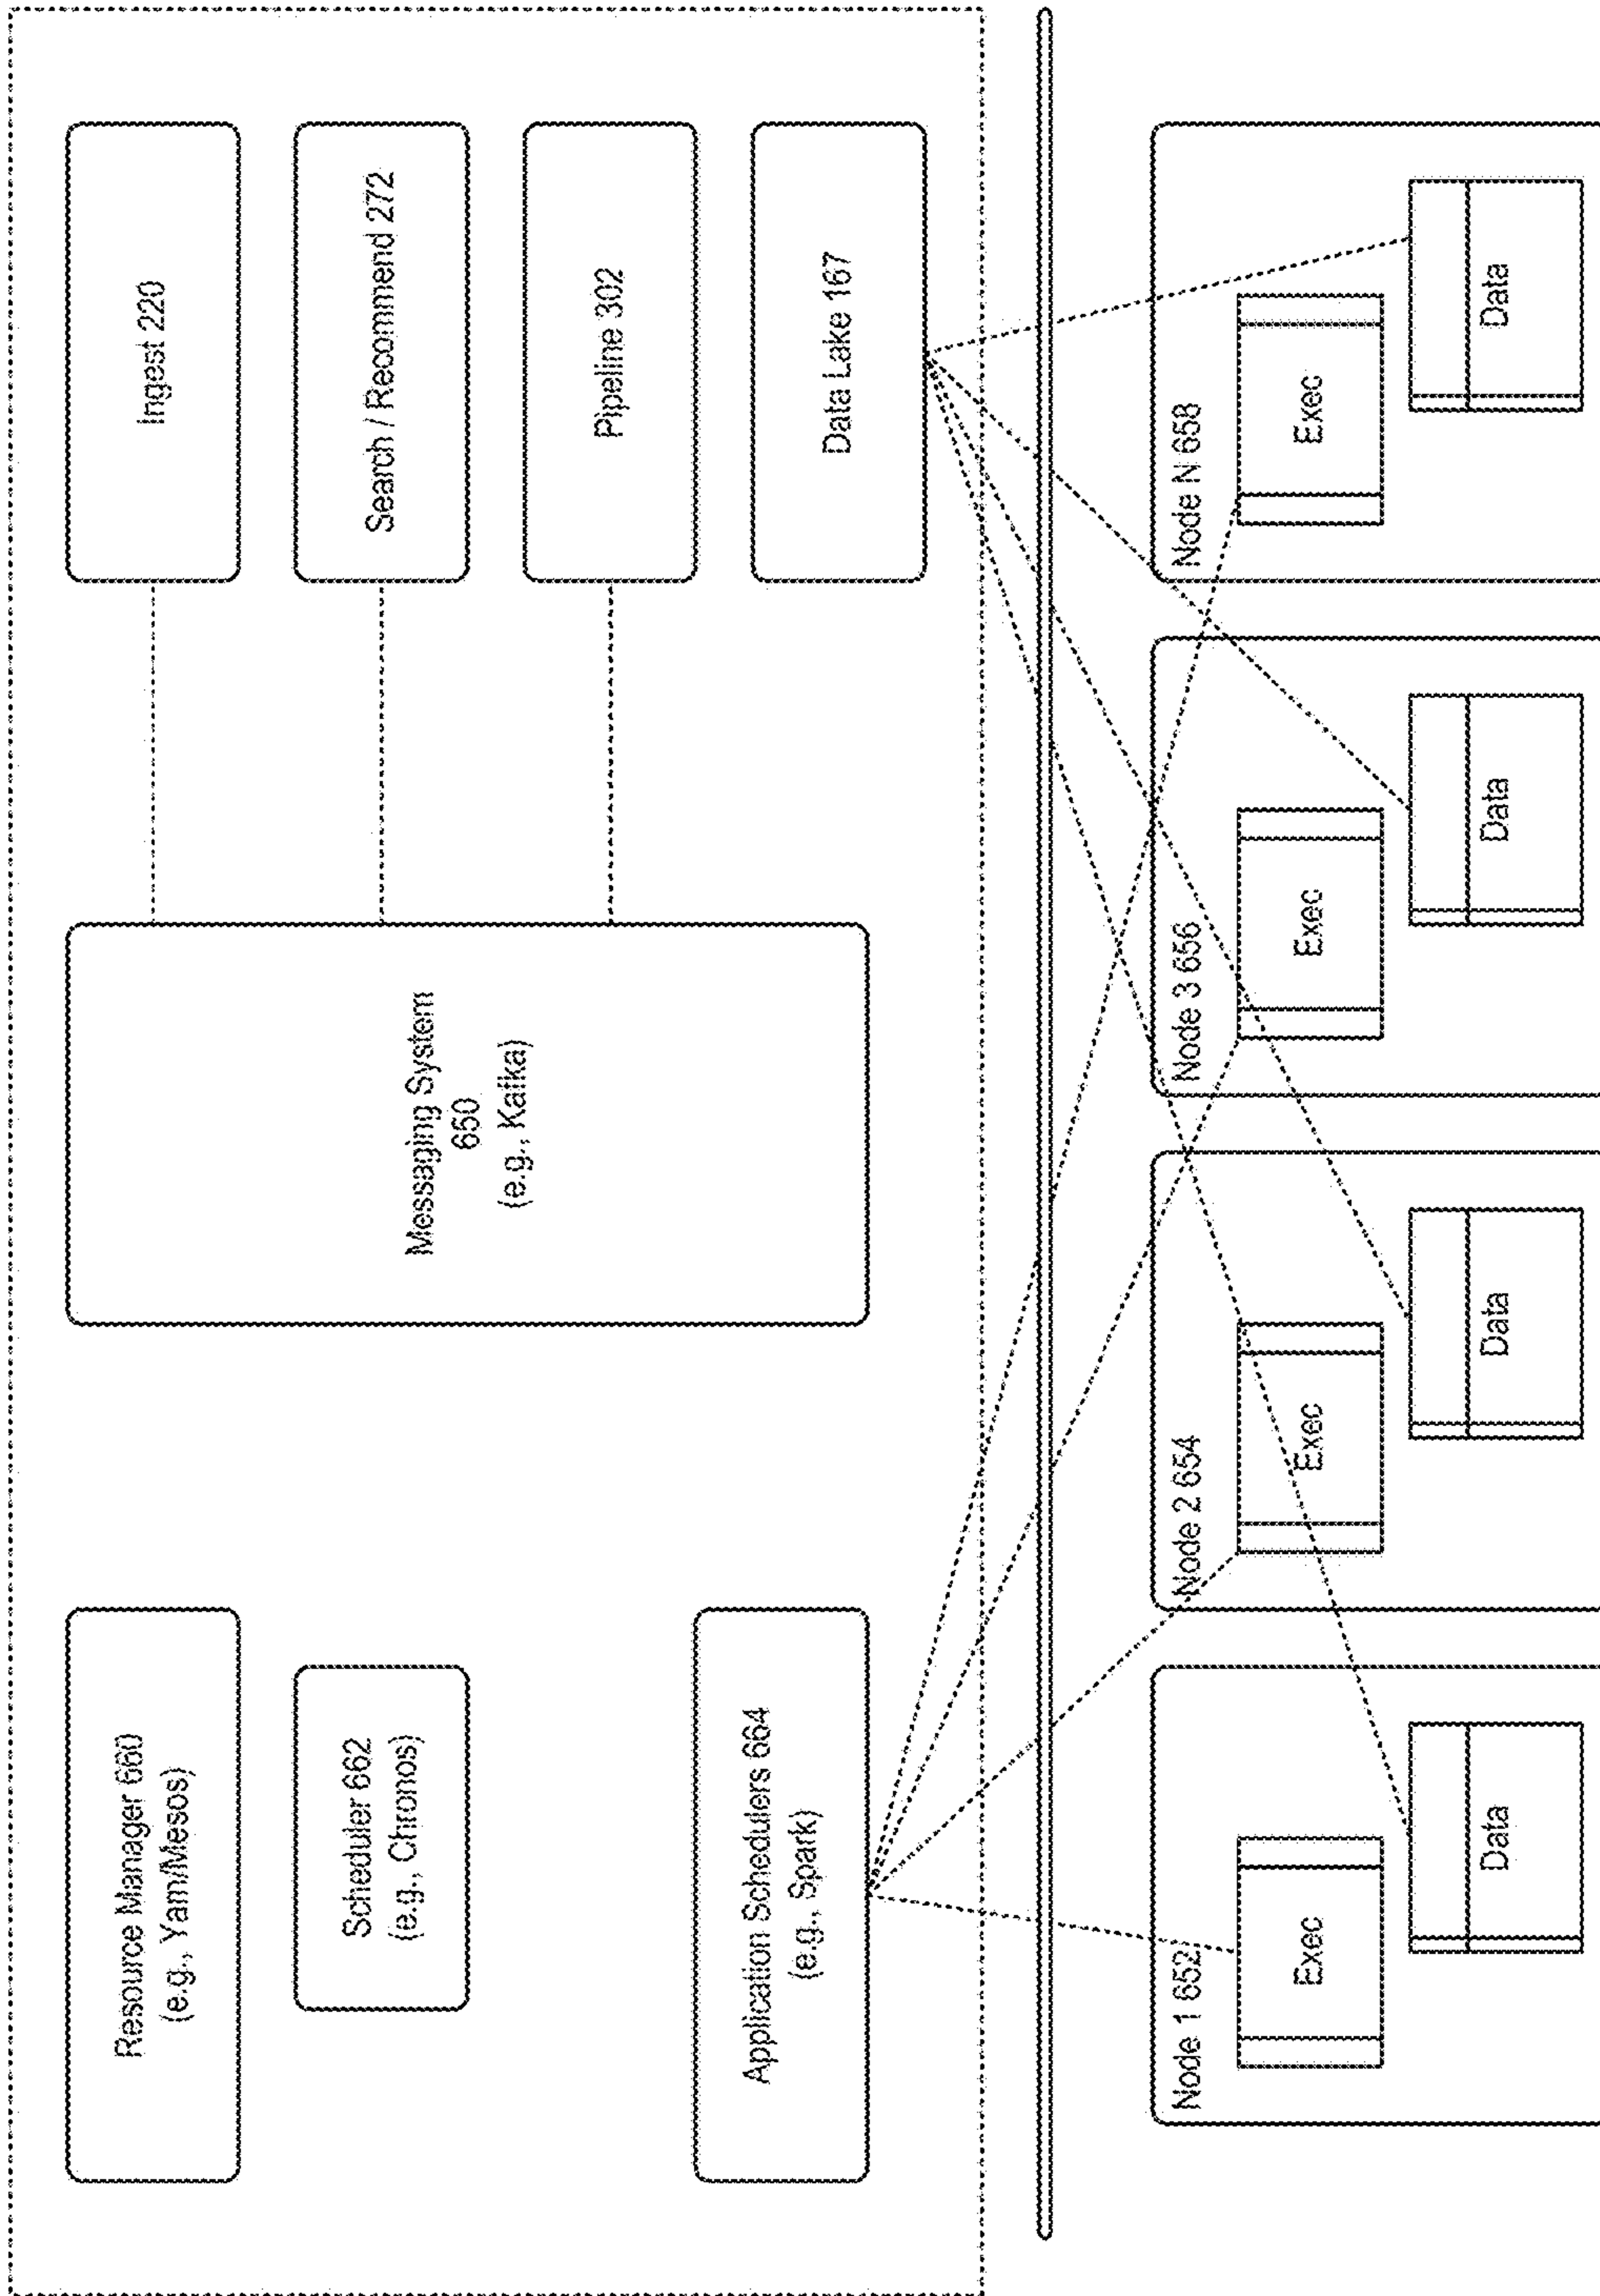 Resource Manager 660
(e.g., Yarn/Mesos)
Scheduler 662
(e.g., Chronos)
Application Schedulers 664
(e.g., Spark)
Messaging System
650
(e.g., Kafka)
Ingest 220
Search / Recommend 272
Pipeline 302
Data Lake 167
Node 1 652
Exec
Data
Node 2 654
Exec
Data
Node 3 656
Exec
Data
Node N 658
Exec
Data